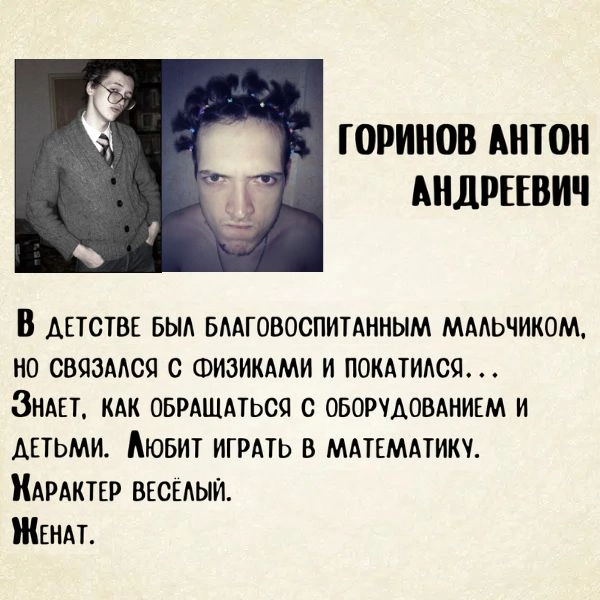 ГОРИНОВ АНТОН
АНДРЕЕВИЧ
В ДЕТСТВЕ БЫЛ БЛАГОВОСПИТАННЫМ МАЛЬЧИКОМ,
НО СВЯЗАЛСЯ С ФИЗИКАМИ И ПОКАТИЛСЯ...
ЗНАЕТ, КАК ОБРАЩАТЬСЯ С ОБОРУДОВАНИЕМ И
ДЕТЬМИ. ЛЮБИТ ИГРАТЬ В МАТЕМАТИКУ.
ХАРАКТЕР ВЕСЁЛЫЙ.
ЖЕНАТ.